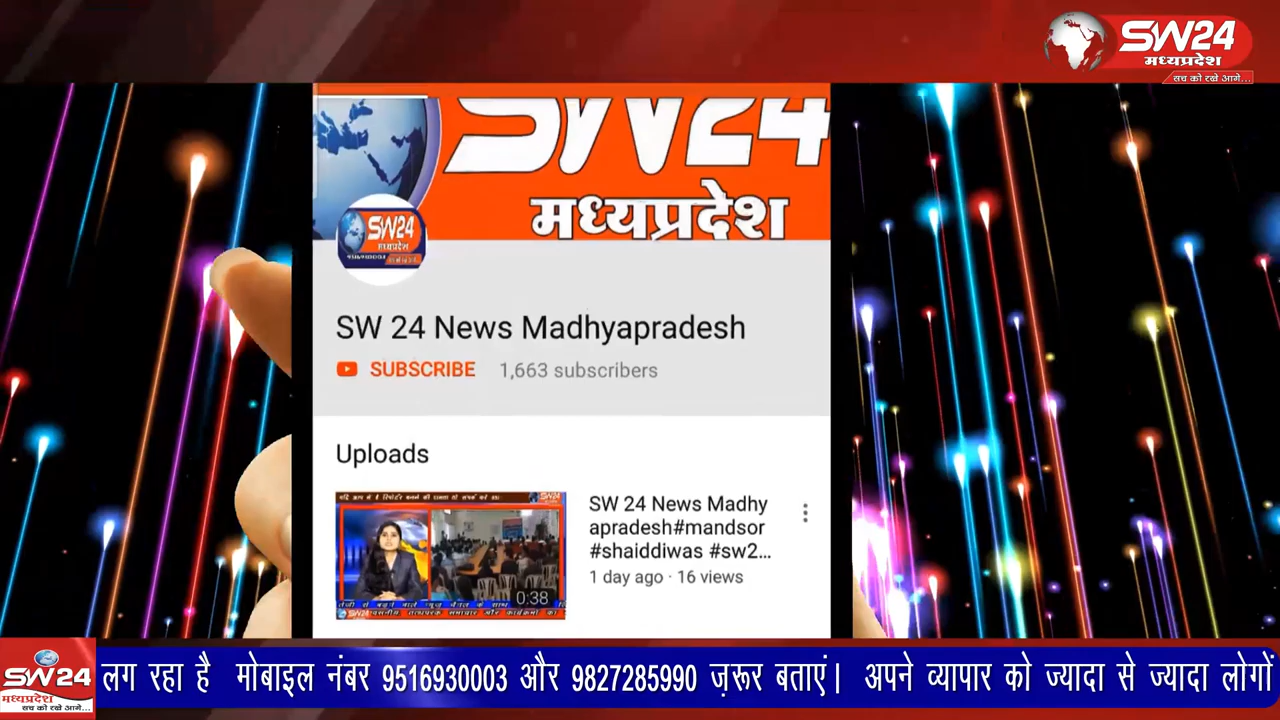 SW24
मध्यप्रदेश
सच को रखे आगे...
SW24
मध्यप्रदेश
SW24
मध्यप्रदेश
9516930003
SW 24 News Madhyapradesh
SUBSCRIBE 1,663 subscribers
Uploads
SW 24 News Madhy
apradesh#mandsor
#shaiddiwas #sw2...
1 day ago · 16 views
0:38
SW24
मध्यप्रदेश
सच को रखे आगे...
लग रहा है मोबाइल नंबर 9516930003 और 9827285990 ज़रूर बताएं। अपने व्यापार को ज्यादा से ज्यादा लोगों